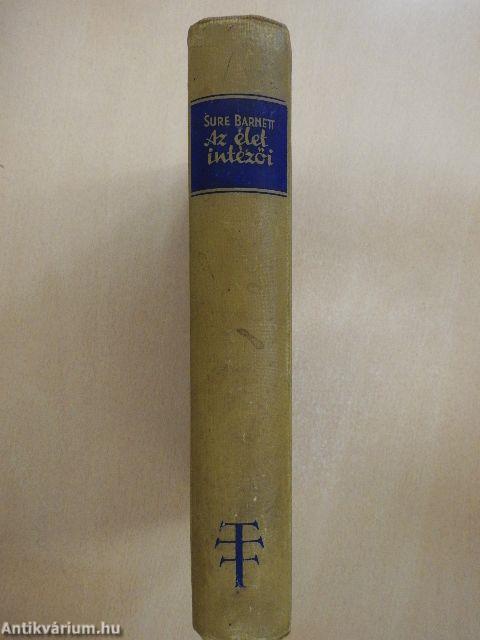 SURE BARNETT
Az élet
intézői
Antikvárium.hu